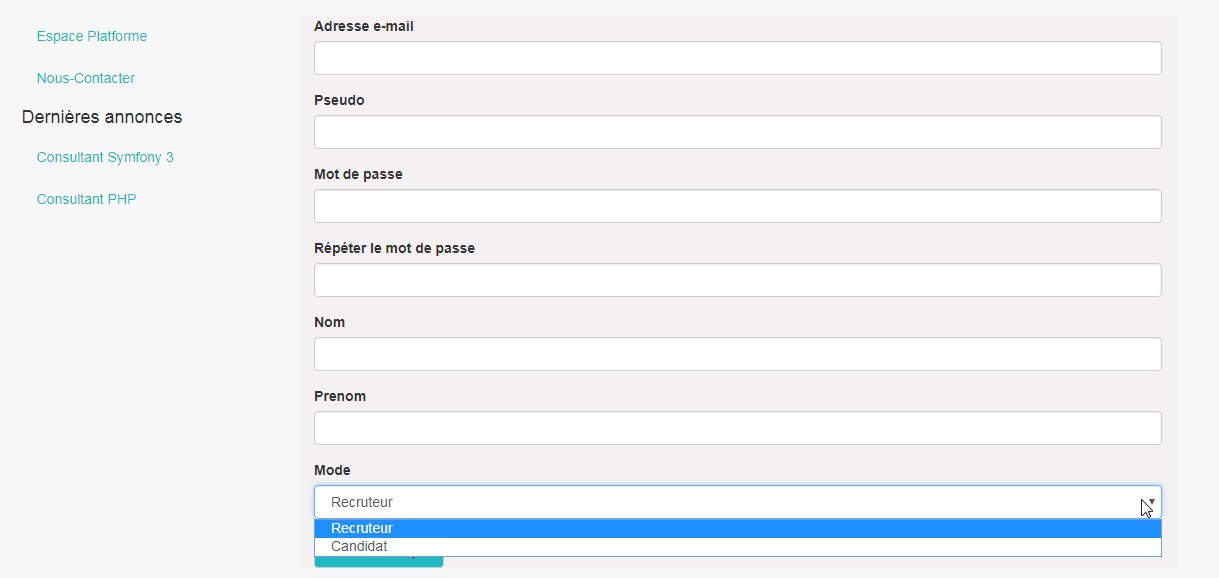 Espace Platforme
Nous-Contacter
Dernières annonces
Consultant Symfony 3
Consultant PHP
Adresse e-mail
Pseudo
Mot de passe
Répéter le mot de passe
Nom
Prenom
Mode
Recruteur
Recruteur
Candidat